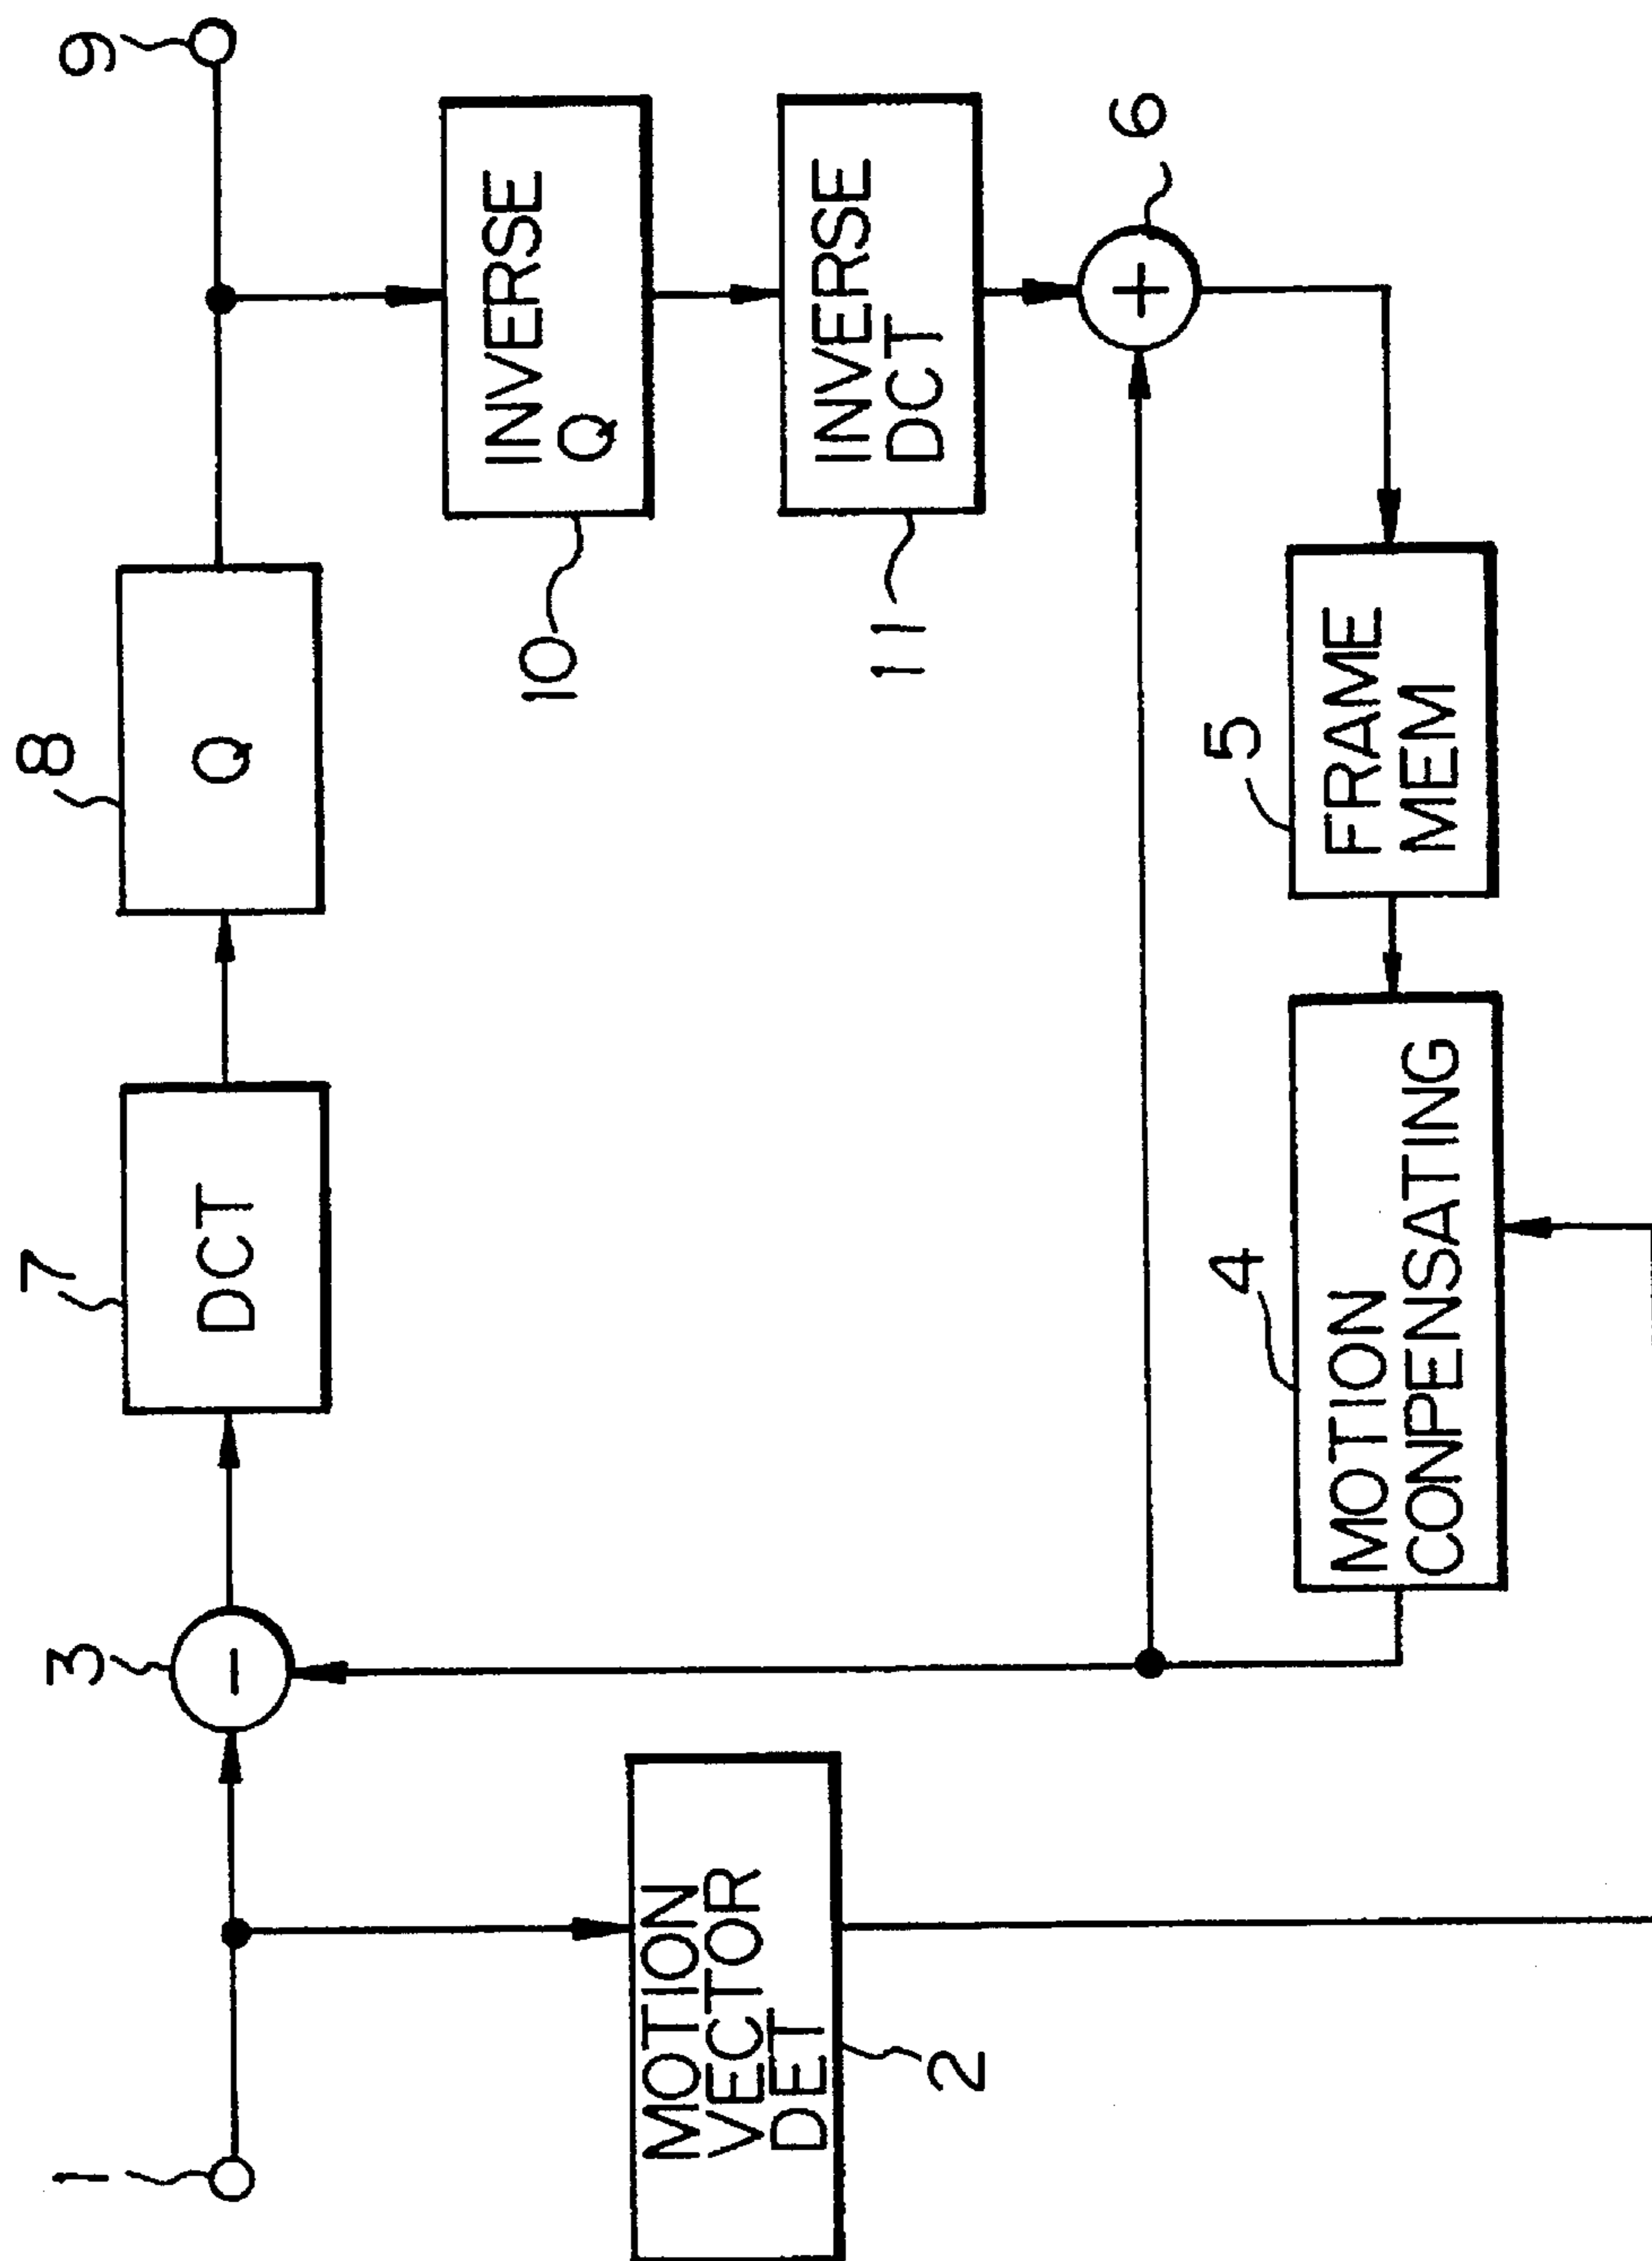 1
3
7
DCT
8
Q
9
MOTION
VECTOR
DET
2
10
INVERSE
Q
11
INVERSE
DCT
6
4
MOTION
CONPENSATING
5
FRAME
MEM